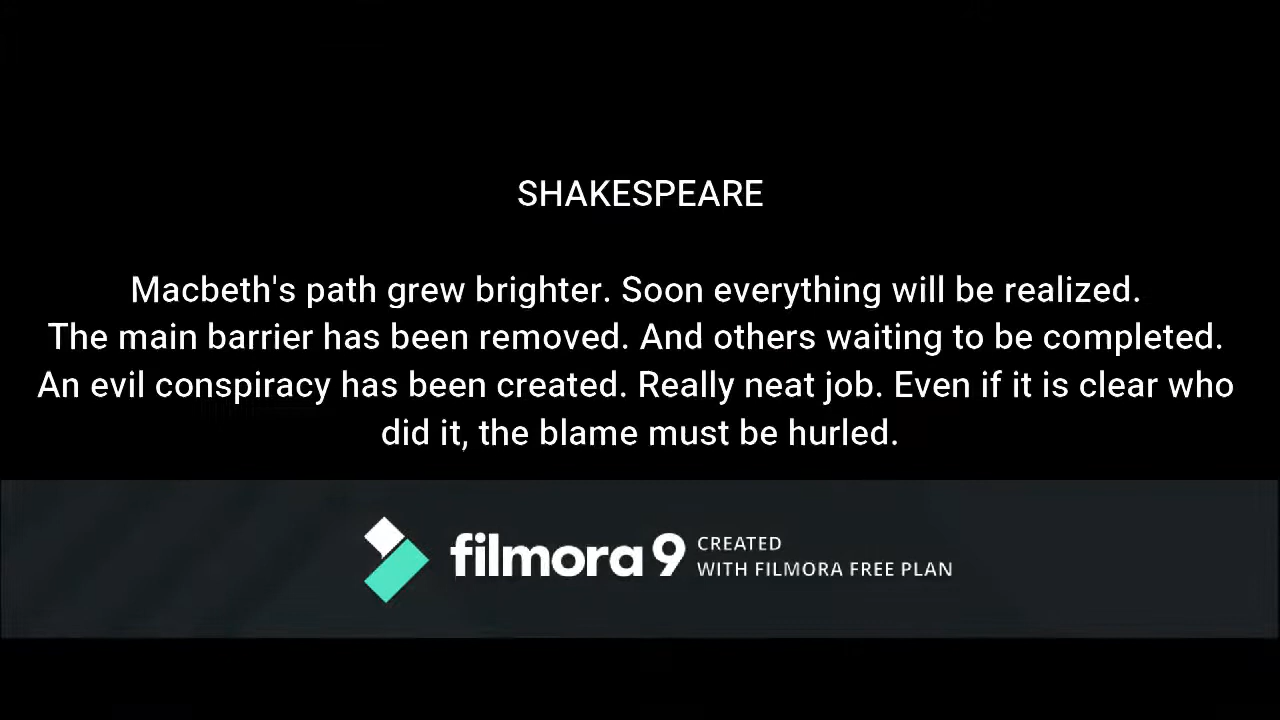 SHAKESPEARE
Macbeth's path grew brighter. Soon everything will be realized.
The main barrier has been removed. And others waiting to be completed.
An evil conspiracy has been created. Really neat job. Even if it is clear who
did it, the blame must be hurled.
filmora 9
CREATED
WITH FILMORA FREE PLAN